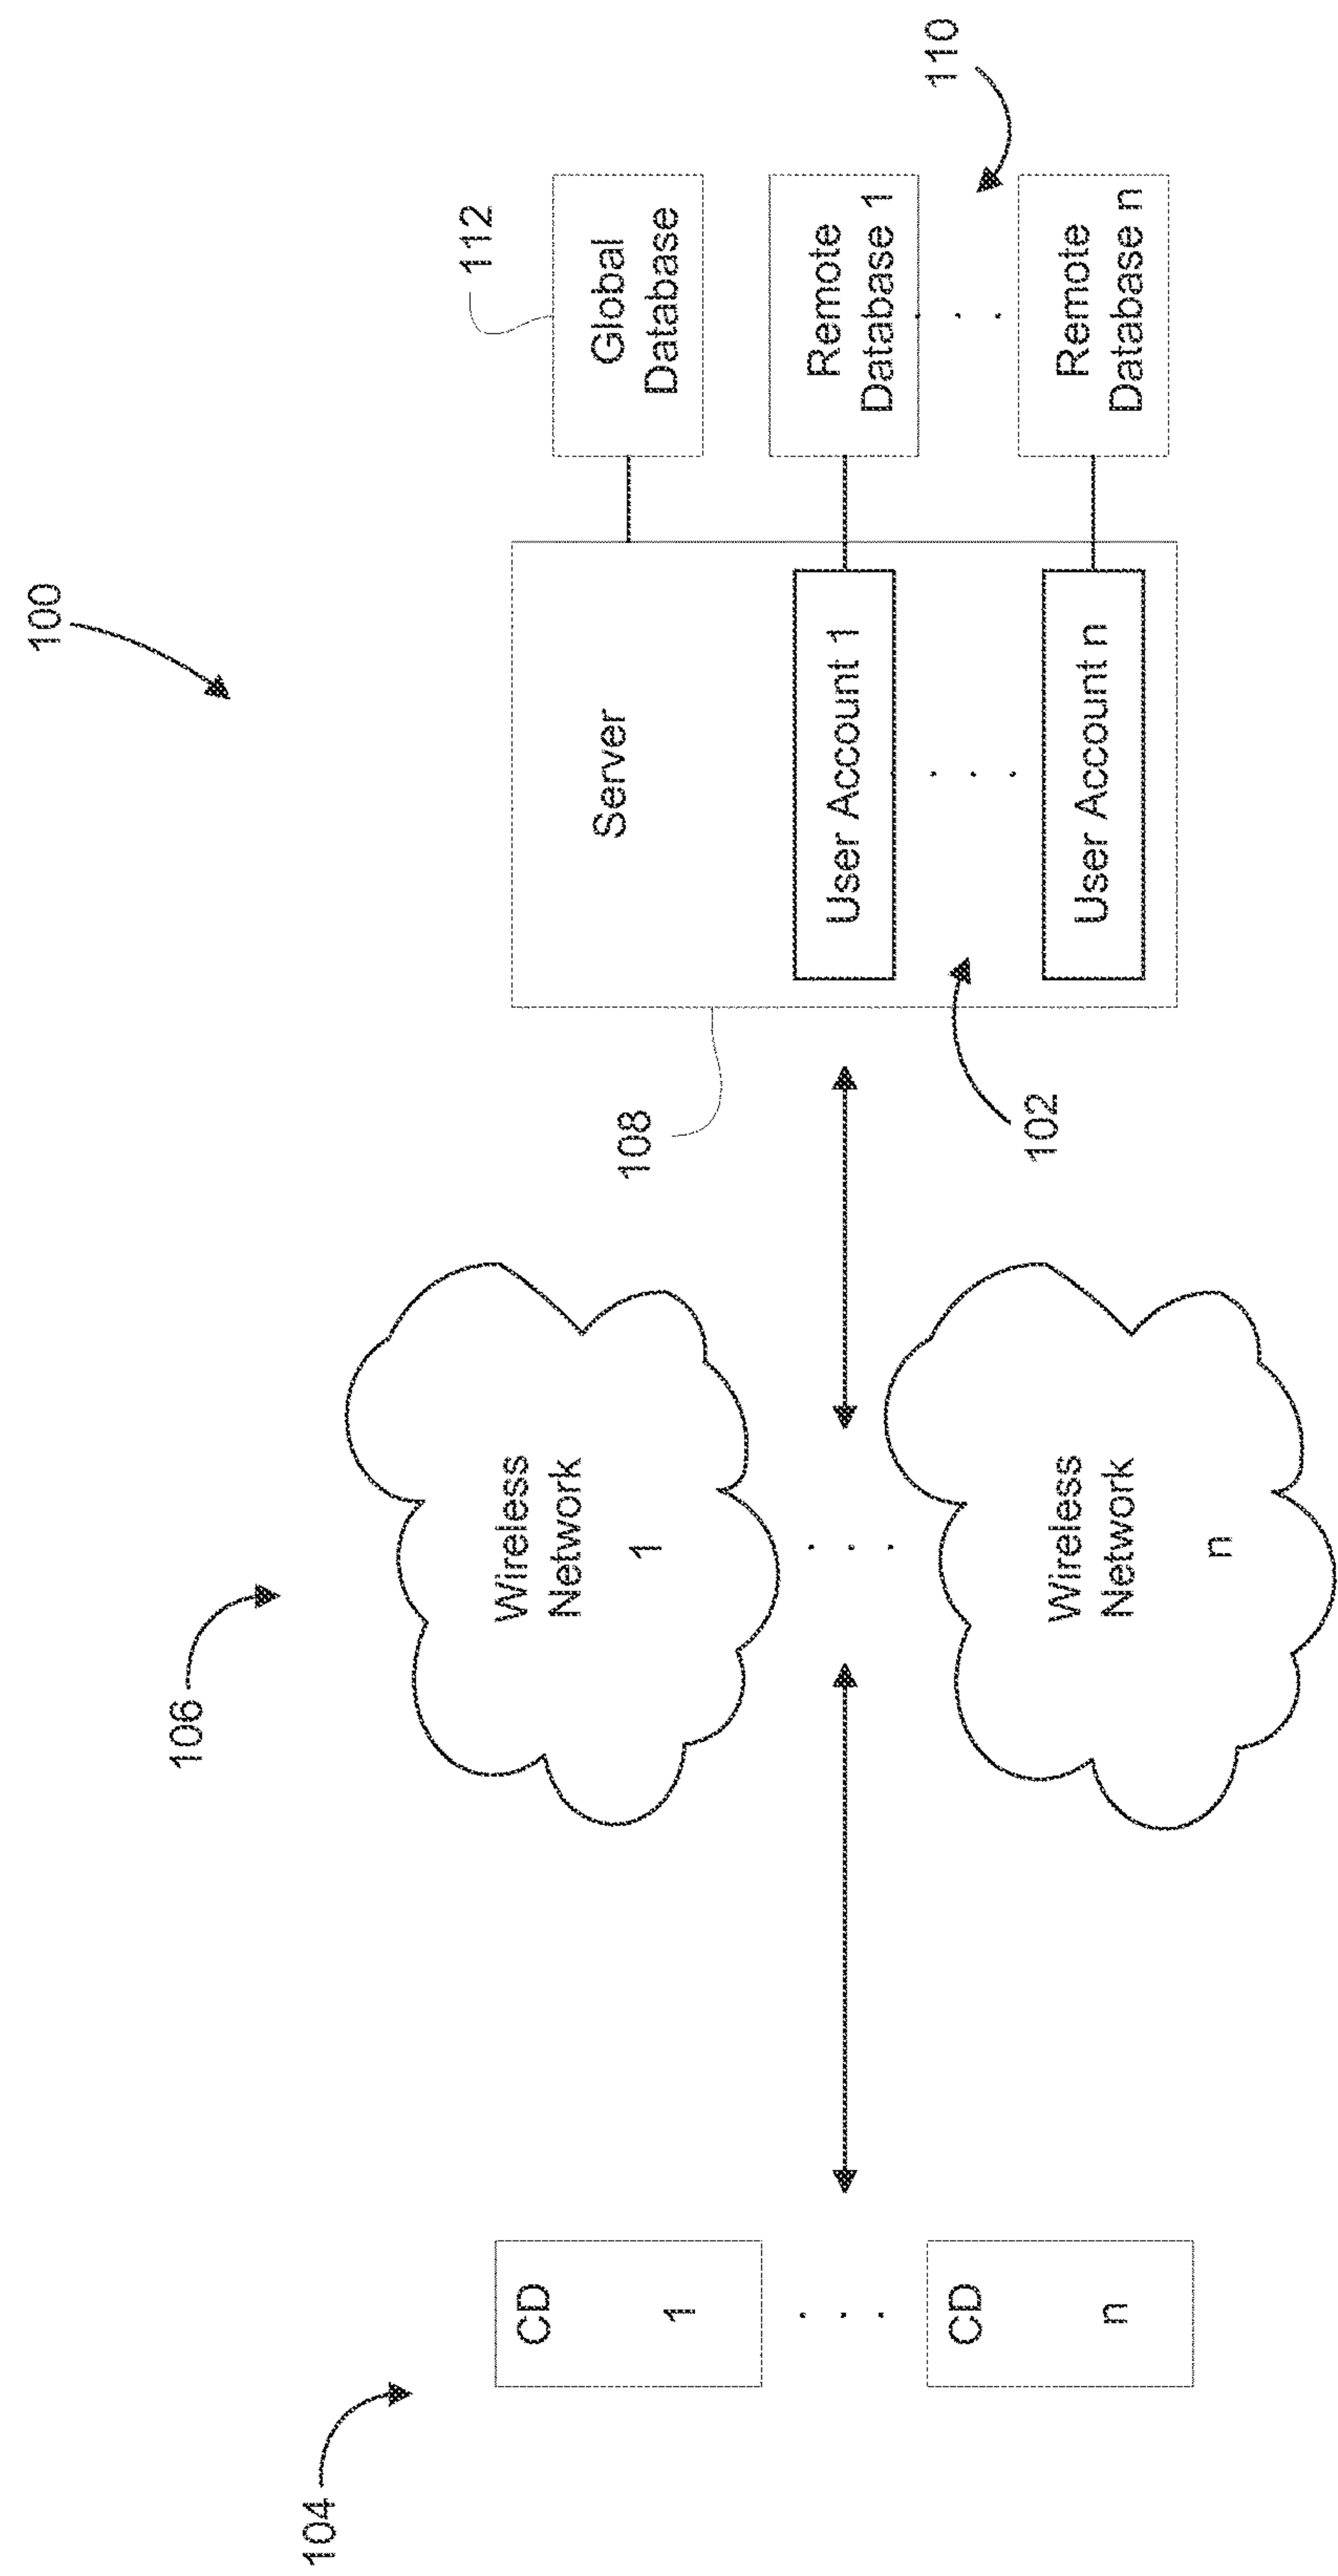 100
104
CD
1
. . .
CD
n
106
Wireless
Network
1
. . .
Wireless
Network
n
108
Server
User Account 1
. . .
User Account n
102
112
Global
Database
Remote
Database 1
. . .
Remote
Database n
110